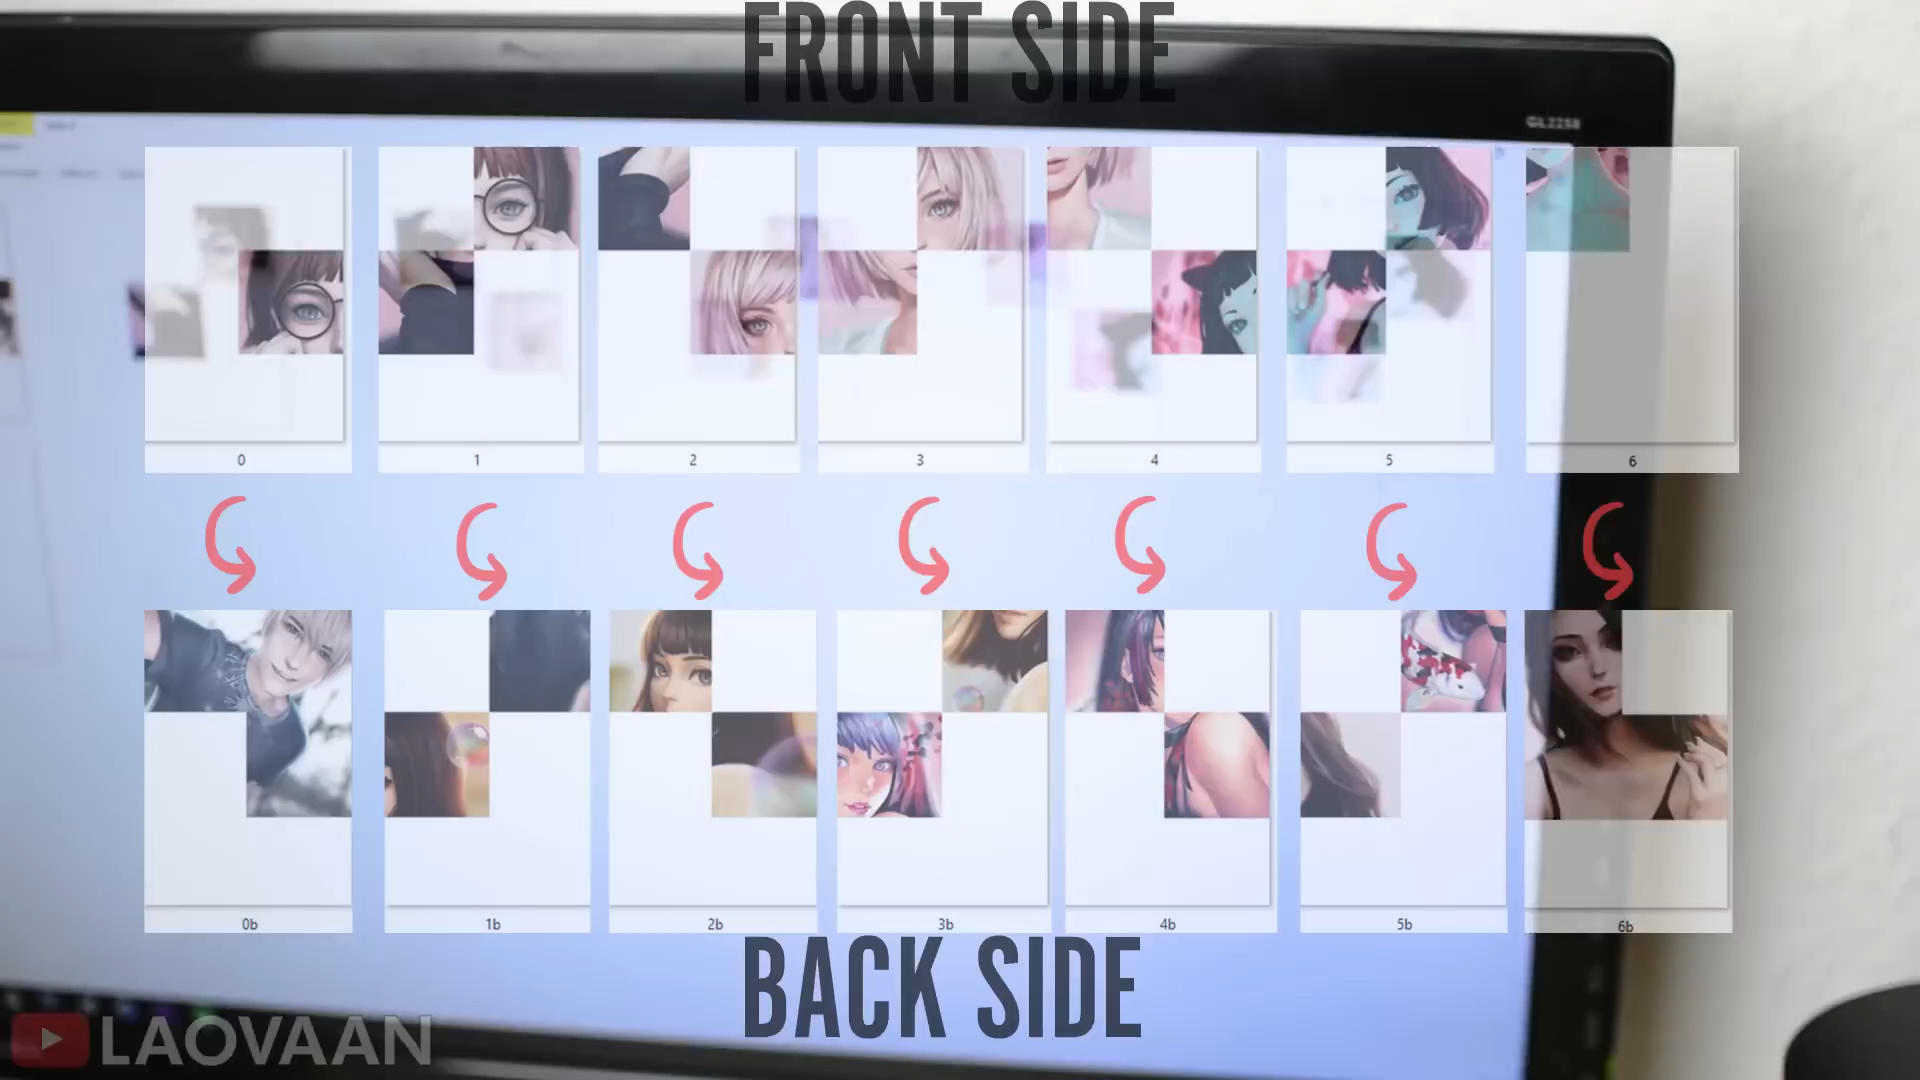 FRONT SIDE
GL2250
0
1
2
3
4
5
6
0b
1b
2b
3b
4b
5b
6b
BACK SIDE
LAOVAAN